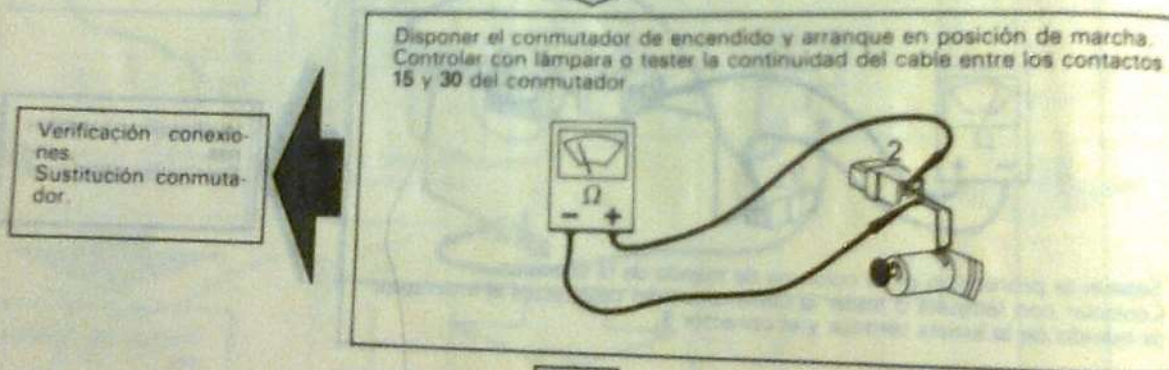 Disponer el conmutador de encendido y arranque en posición de marcha.
Controlar con lámpara o tester la continuidad del cable entre los contactos
15 y 30 del conmutador
Verificación conexio-
nes.
Sustitución conmuta-
dor.
2
Ω
- +